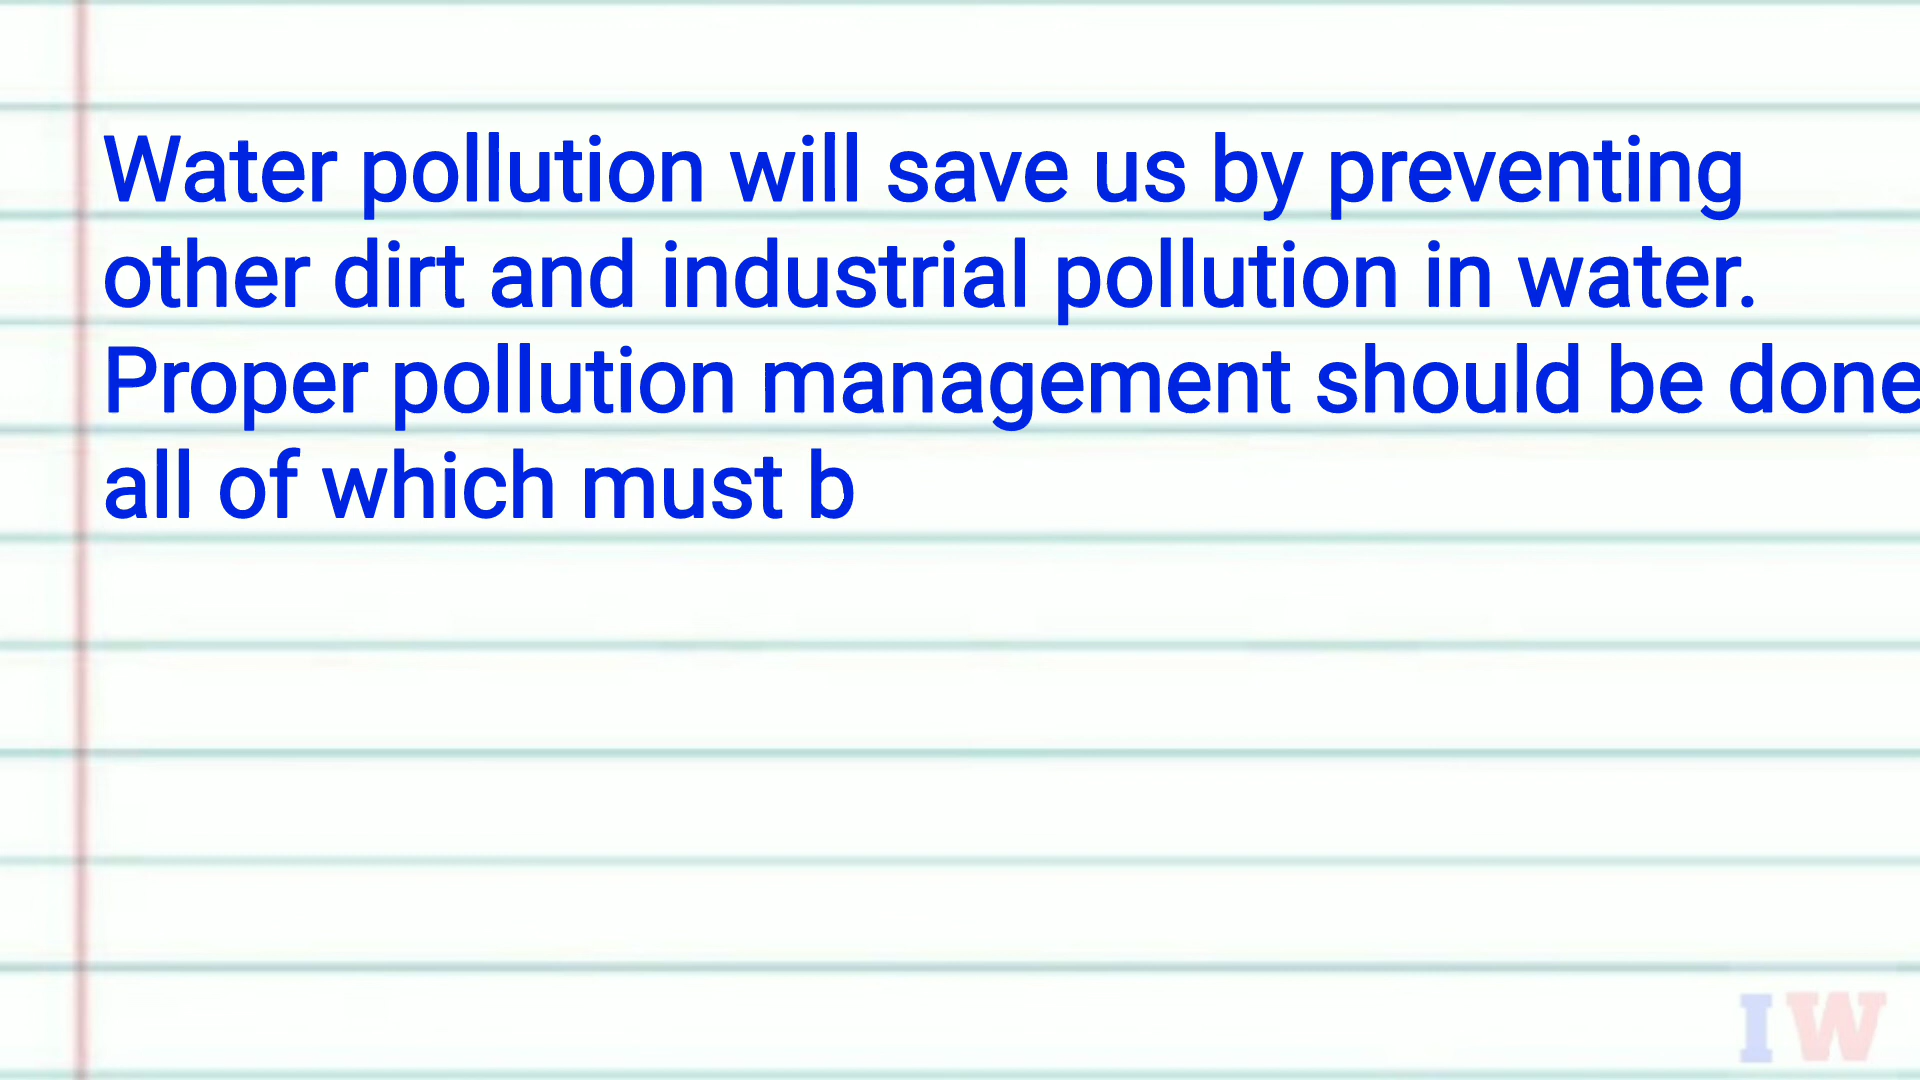 Water pollution will save us by preventing
other dirt and industrial pollution in water.
Proper pollution management should be done
all of which must b
IW